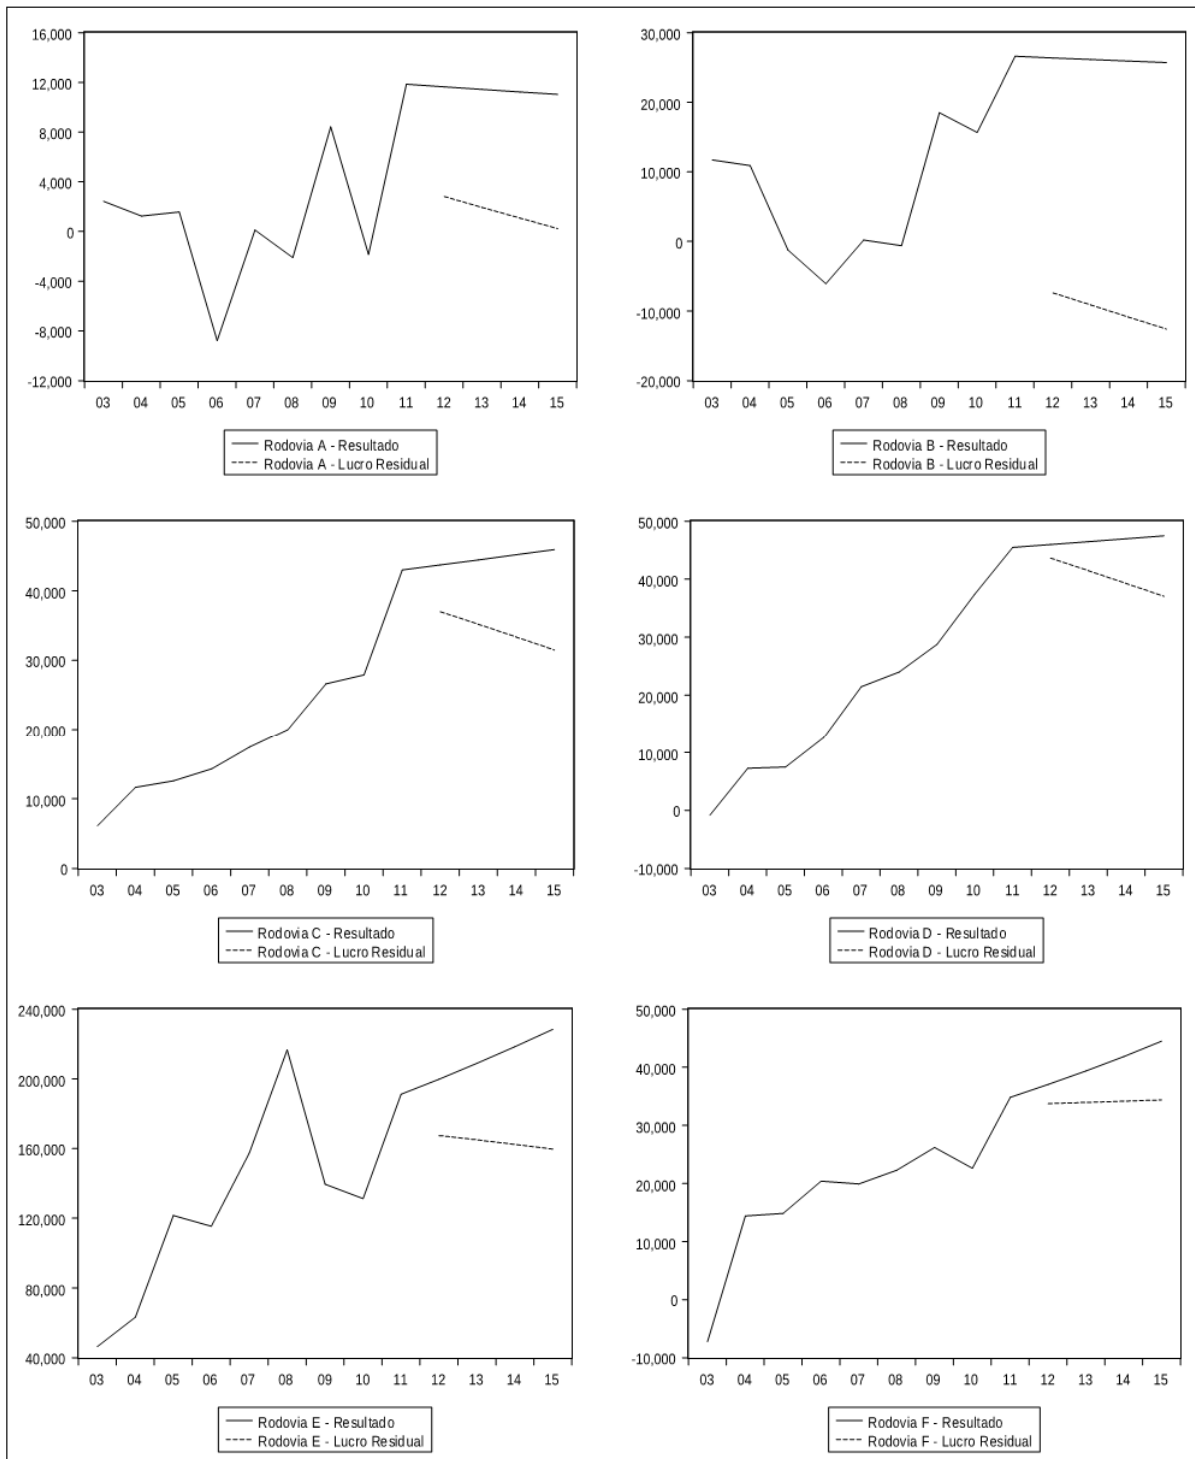 16,000
12,000
8,000
4,000
0
-4,000
-8,000
-12,000
03 04 05 06 07 08 09 10 11 12 13 14 15
Rodovia A - Resultado
Rodovia A - Lucro Residual
30,000
20,000
10,000
0
-10,000
-20,000
03 04 05 06 07 08 09 10 11 12 13 14 15
Rodovia B - Resultado
Rodovia B - Lucro Residual
50,000
40,000
30,000
20,000
10,000
0
03 04 05 06 07 08 09 10 11 12 13 14 15
Rodovia C - Resultado
Rodovia C - Lucro Residual
50,000
40,000
30,000
20,000
10,000
0
-10,000
03 04 05 06 07 08 09 10 11 12 13 14 15
Rodovia D - Resultado
Rodovia D - Lucro Residual
240,000
200,000
160,000
120,000
80,000
40,000
03 04 05 06 07 08 09 10 11 12 13 14 15
Rodovia E - Resultado
Rodovia E - Lucro Residual
50,000
40,000
30,000
20,000
10,000
0
-10,000
03 04 05 06 07 08 09 10 11 12 13 14 15
Rodovia F - Resultado
Rodovia F - Lucro Residual